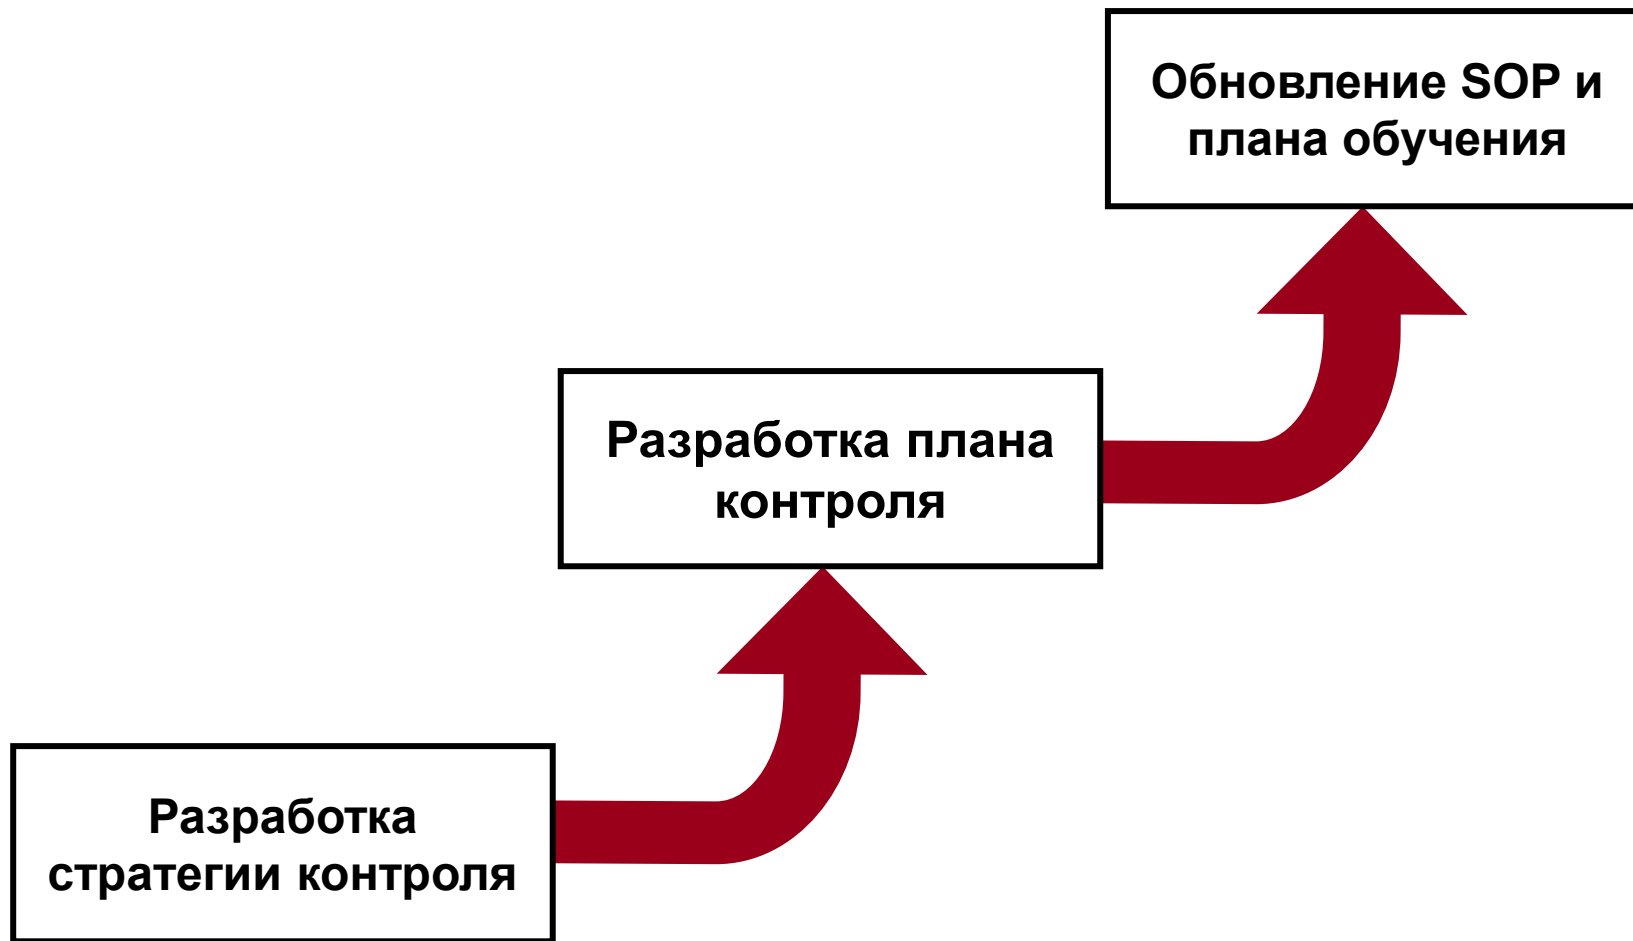 Обновление SOP и
плана обучения
Разработка плана
контроля
Разработка
стратегии контроля